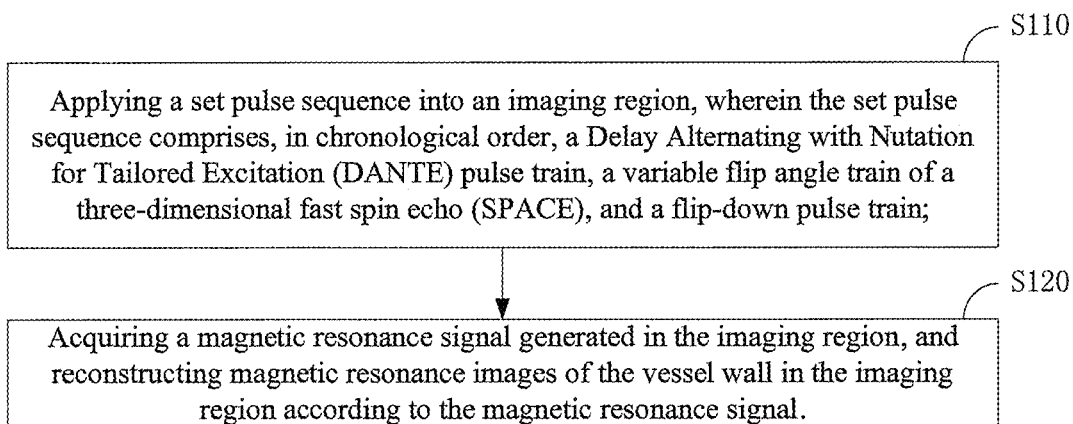 S110
Applying a set pulse sequence into an imaging region, wherein the set pulse
sequence comprises, in chronological order, a Delay Alternating with Nutation
for Tailored Excitation (DANTE) pulse train, a variable flip angle train of a
three-dimensional fast spin echo (SPACE), and a flip-down pulse train;
S120
Acquiring a magnetic resonance signal generated in the imaging region, and
reconstructing magnetic resonance images of the vessel wall in the imaging
region according to the magnetic resonance signal.